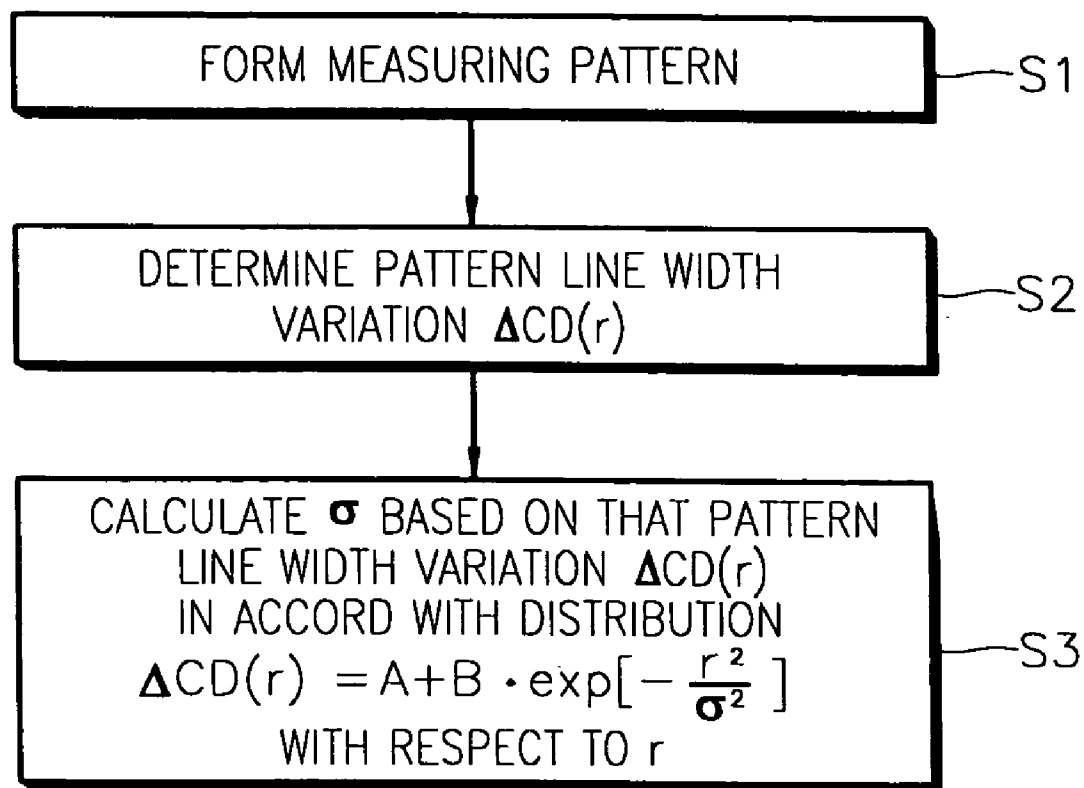 FORM MEASURING PATTERN
S1
DETERMINE PATTERN LINE WIDTH
VARIATION ΔCD(r)
S2
CALCULATE σ BASED ON THAT PATTERN
LINE WIDTH VARIATION ΔCD(r)
IN ACCORD WITH DISTRIBUTION
ΔCD(r) = A+B · exp[- r²/σ² ]
WITH RESPECT TO r
S3